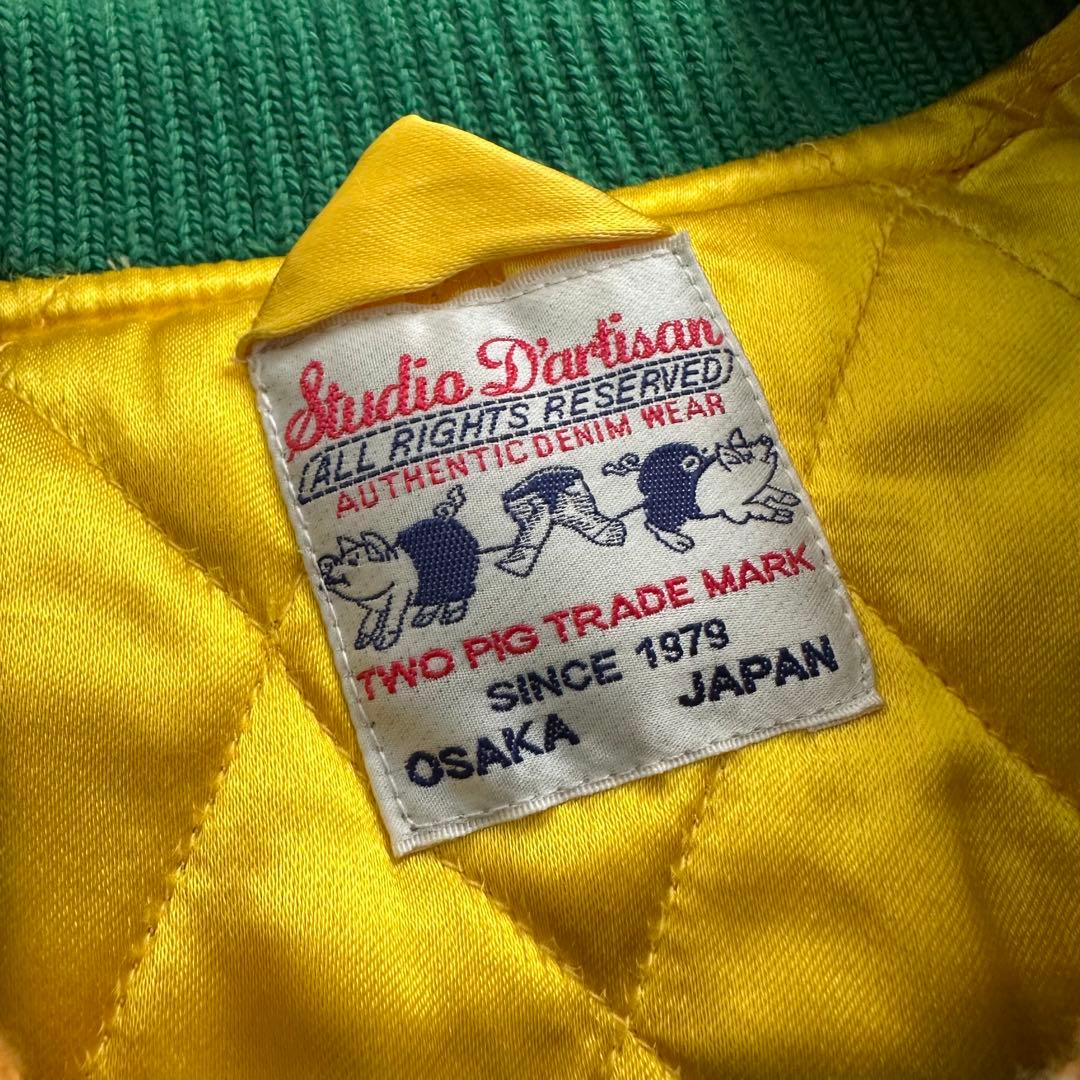 Studio D'artisan
ALL RIGHTS RESERVED
AUTHENTIC DENIM WEAR
TWO PIG TRADE MARK
SINCE 1979
OSAKA JAPAN